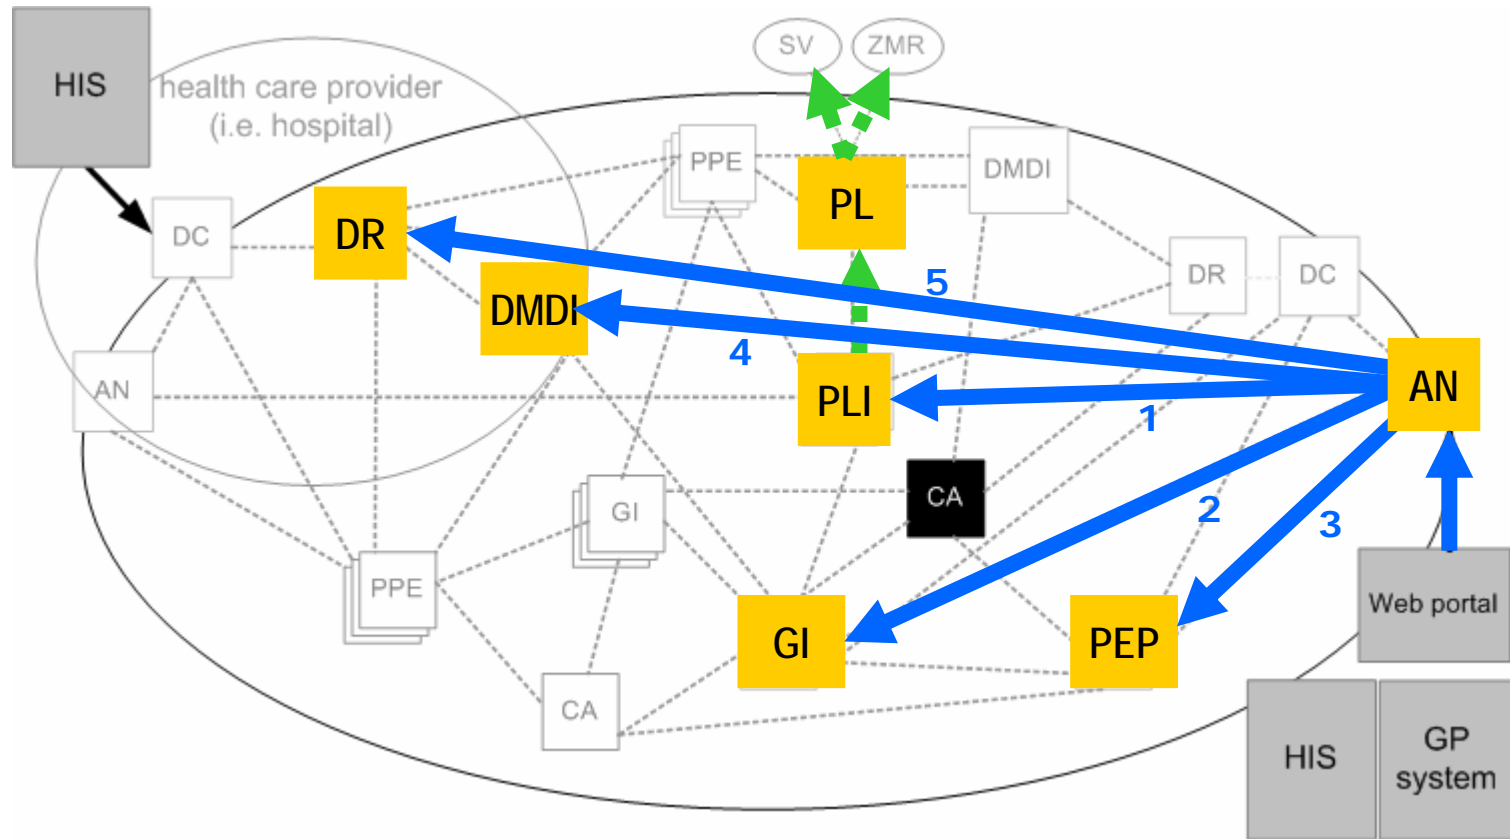 SV
ZMR
HIS
health care provider
(i.e. hospital)
PPE
DMDI
PL
DC
DR
DR
DC
5
DMDI
4
AN
AN
PLI
1
CA
GI
2
3
PPE
Web portal
GI
PEP
CA
HIS
GP
system